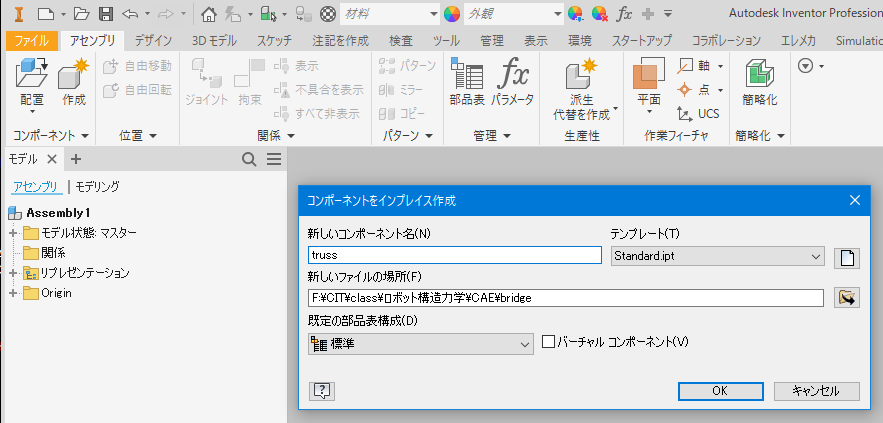 材料 外観 Autodesk Inventor Profession
ファイル アセンブリ デザイン 3D モデル スケッチ 注記を作成 検査 ツール 管理 表示 環境 スタートアップ コラボレーション エレメカ Simulatic
配置 作成 自由移動 自由回転 ジョイント 拘束 表示 不具合を表示 すべて非表示 パターン ミラー コピー 部品表 パラメータ 派生 代替を作成 平面 軸 点 UCS 簡略化
コンポーネント 位置 関係 パターン 管理 生産性 作業フィーチャ 簡略化
モデル
アセンブリ | モデリング
Assembly1
モデル状態: マスター
関係
リプレゼンテーション
Origin
コンポーネントをインプレイス作成
新しいコンポーネント名(N) テンプレート(T)
truss Standard.ipt
新しいファイルの場所(F)
F:¥CIT¥class¥ロボット構造力学¥CAE¥bridge
既定の部品表構成(D)
標準 バーチャル コンポーネント(V)
OK キャンセル